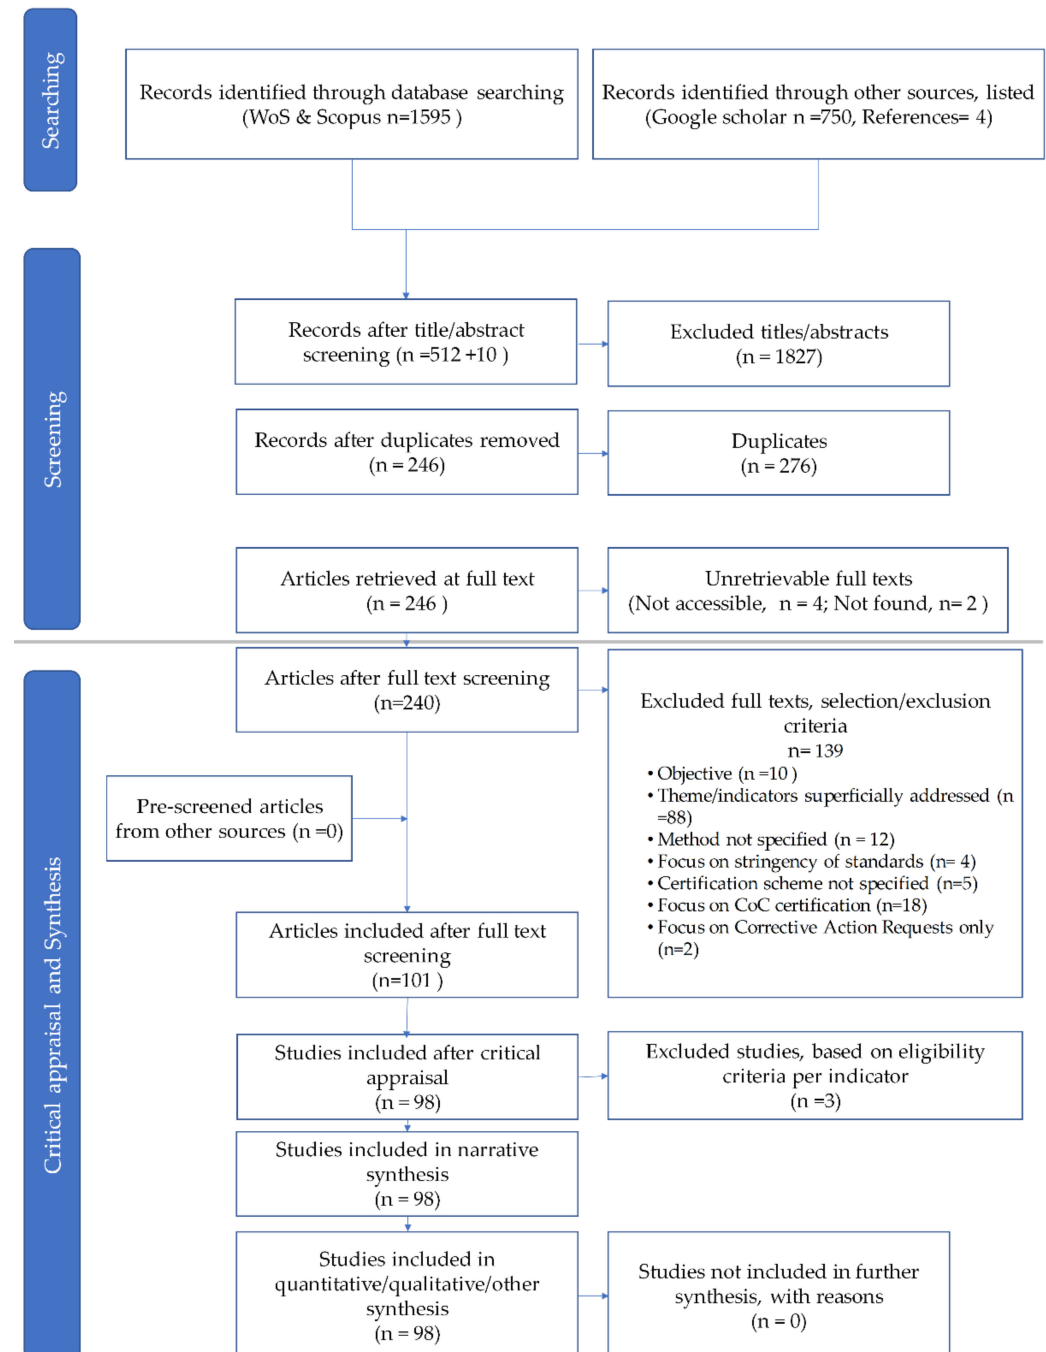 Searching
Records identified through database searching
(WoS & Scopus n=1595 )
Records identified through other sources, listed
(Google scholar n =750, References= 4)
Screening
Records after title/abstract
screening (n =512 +10 )
Excluded titles/abstracts
(n = 1827)
Records after duplicates removed
(n = 246)
Duplicates
(n = 276)
Articles retrieved at full text
(n = 246 )
Unretrievable full texts
(Not accessible, n = 4; Not found, n= 2 )
Critical appraisal and Synthesis
Articles after full text screening
(n=240)
Excluded full texts, selection/exclusion
criteria
n= 139
• Objective (n =10 )
• Theme/indicators superficially addressed (n
=88)
• Method not specified (n = 12)
• Focus on stringency of standards (n= 4)
• Certification scheme not specified (n=5)
• Focus on CoC certification (n=18)
• Focus on Corrective Action Requests only
(n=2)
Pre-screened articles
from other sources (n =0)
Articles included after full text
screening
(n=101 )
Studies included after critical
appraisal
(n = 98)
Excluded studies, based on eligibility
criteria per indicator
(n =3)
Studies included in narrative
synthesis
(n = 98)
Studies included in
quantitative/qualitative/other
synthesis
(n = 98)
Studies not included in further
synthesis, with reasons
(n = 0)